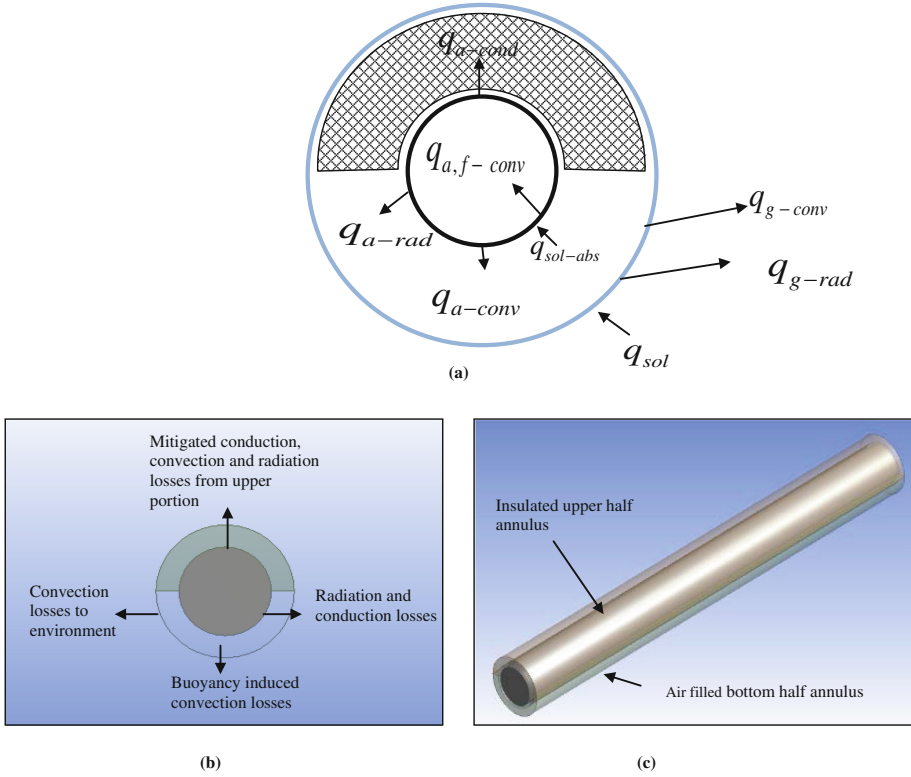 q_{a-cond}
q_{a,f-conv}
q_{g-conv}
q_{a-rad}
q_{sol-abs}
q_{g-rad}
q_{a-conv}
q_{sol}
(a)
Mitigated conduction,
convection and radiation
losses from upper
portion
Convection
losses to
environment
Radiation and
conduction losses
Buoyancy induced
convection losses
(b)
Insulated upper half
annulus
Air filled bottom half annulus
(c)